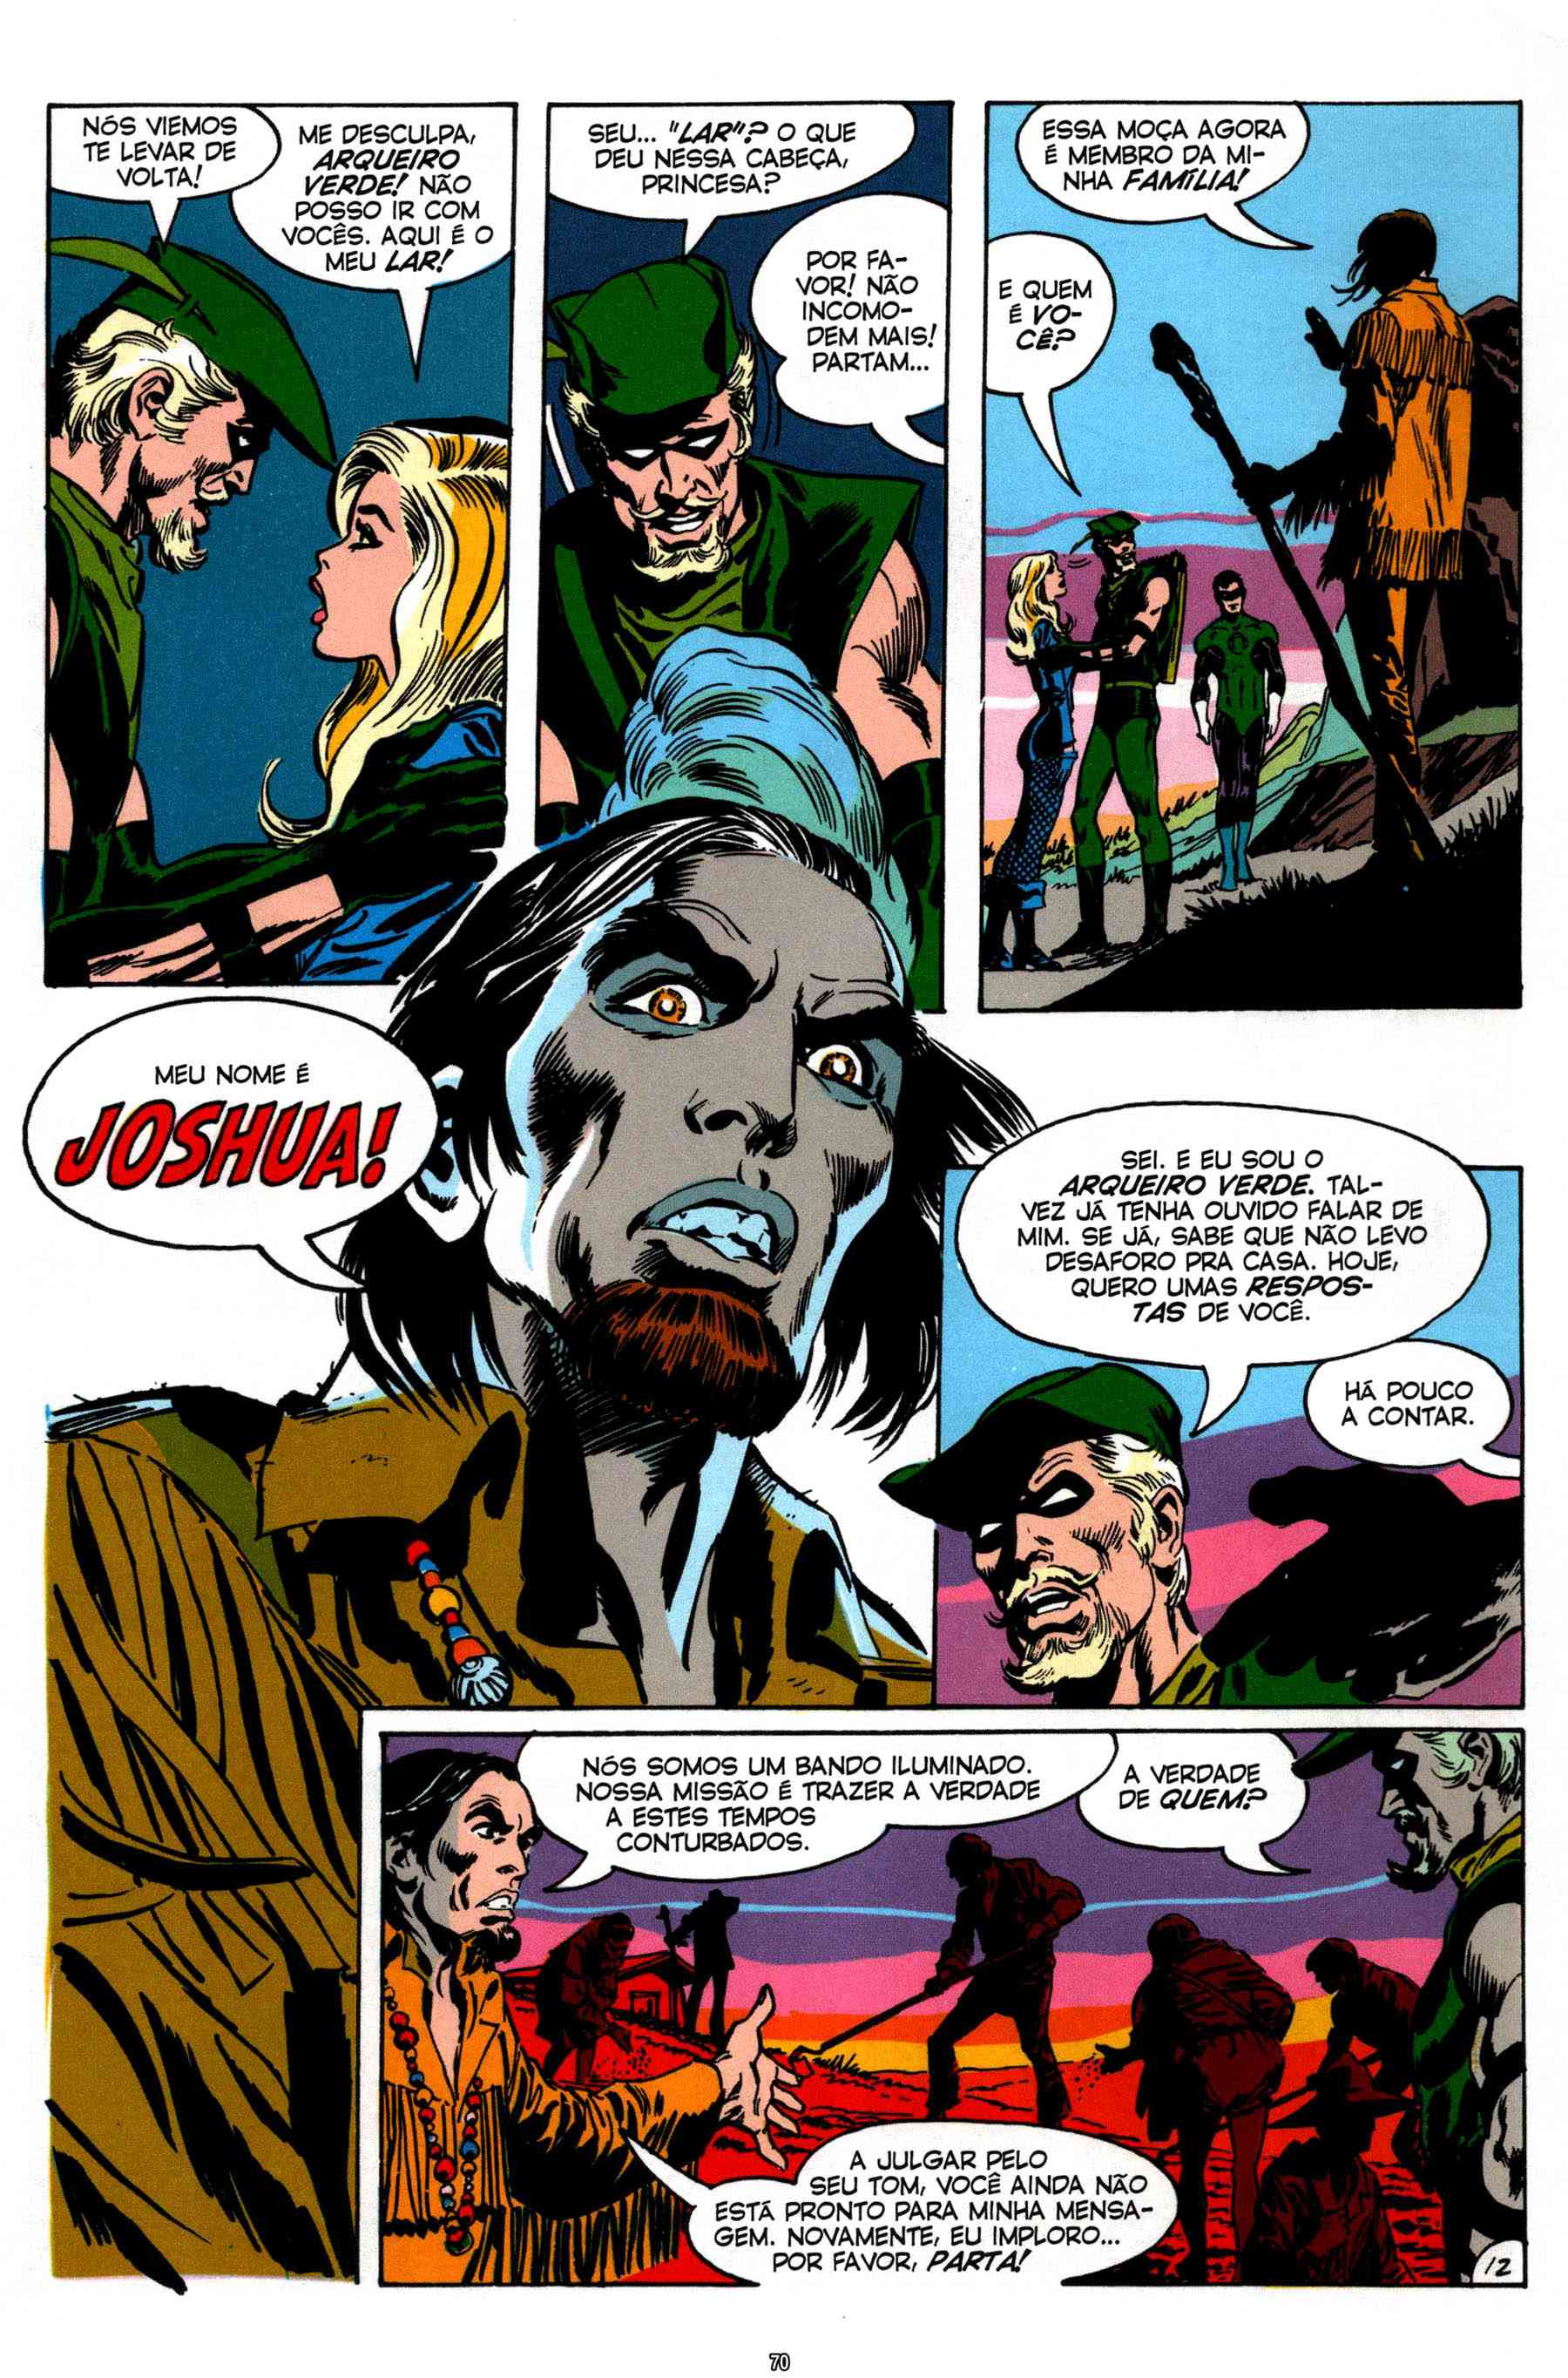 NÓS VIEMOS
TE LEVAR DE
VOLTA!
ME DESCULPA,
ARQUEIRO
VERDE! NÃO
POSSO IR COM
VOCÊS. AQUI É O
MEU LAR!
SEU... "LAR"? O QUE
DEU NESSA CABEÇA,
PRINCESA?
POR FA-
VOR! NÃO
INCOMO-
DEM MAIS!
PARTAM...
ESSA MOÇA AGORA
É MEMBRO DA MI-
NHA FAMÍLIA!
E QUEM
É VO-
CÊ?
MEU NOME É
JOSHUA!
SEI. E EU SOU O
ARQUEIRO VERDE. TAL-
VEZ JÁ TENHA OUVIDO FALAR DE
MIM. SE JÁ, SABE QUE NÃO LEVO
DESAFORO PRA CASA. HOJE,
QUERO UMAS RESPOS-
TAS DE VOCÊ.
HÁ POUCO
A CONTAR.
NÓS SOMOS UM BANDO ILUMINADO.
NOSSA MISSÃO É TRAZER A VERDADE
A ESTES TEMPOS
CONTURBADOS.
A VERDADE
DE QUEM?
A JULGAR PELO
SEU TOM, VOCÊ AINDA NÃO
ESTÁ PRONTO PARA MINHA MENSA-
GEM. NOVAMENTE, EU IMPLORO...
POR FAVOR, PARTA!
12
70